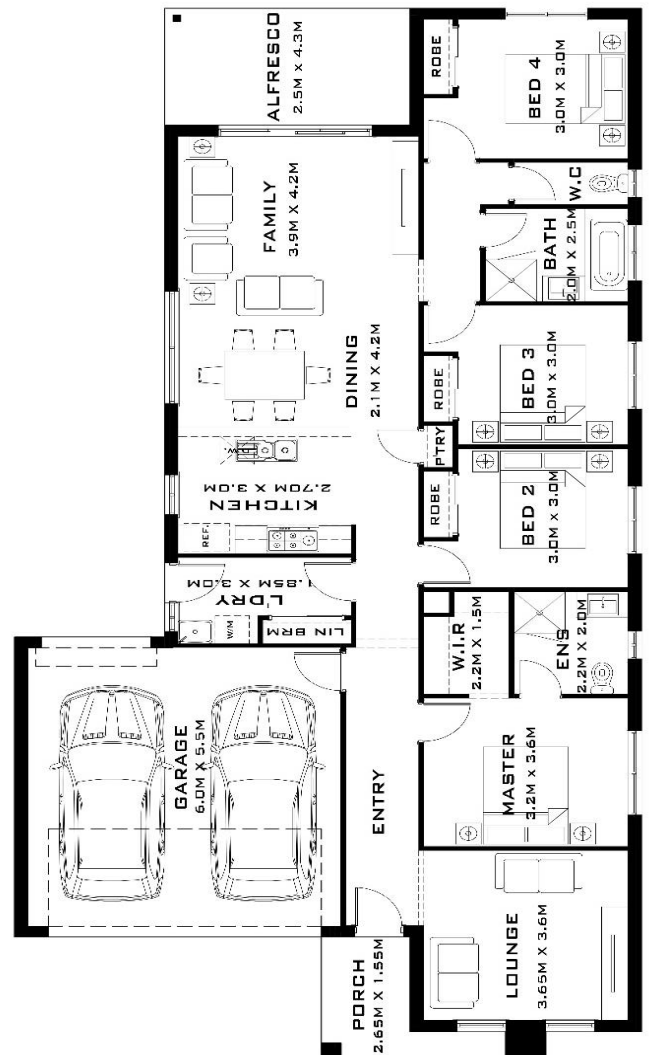 ALFRESCO
2.5M X 4.3M
ROBE
BED 4
3.0M X 3.0M
W.C
BATH
2.0M X 2.5M
FAMILY
3.9M X 4.2M
DINING
2.1M X 4.2M
ROBE
BED 3
3.0M X 3.0M
P'TRY
D.W.
KITCHEN
2.70M X 3.0M
REF.
ROBE
BED 2
3.0M X 3.0M
L'DRY
1.85M X 3.0M
W/M
LIN BRM
W.I.R
2.2M X 1.5M
ENS
2.2M X 2.0M
GARAGE
6.0M X 5.5M
ENTRY
MASTER
3.2M X 3.6M
LOUNGE
3.65M X 3.6M
PORCH
2.65M X 1.55M